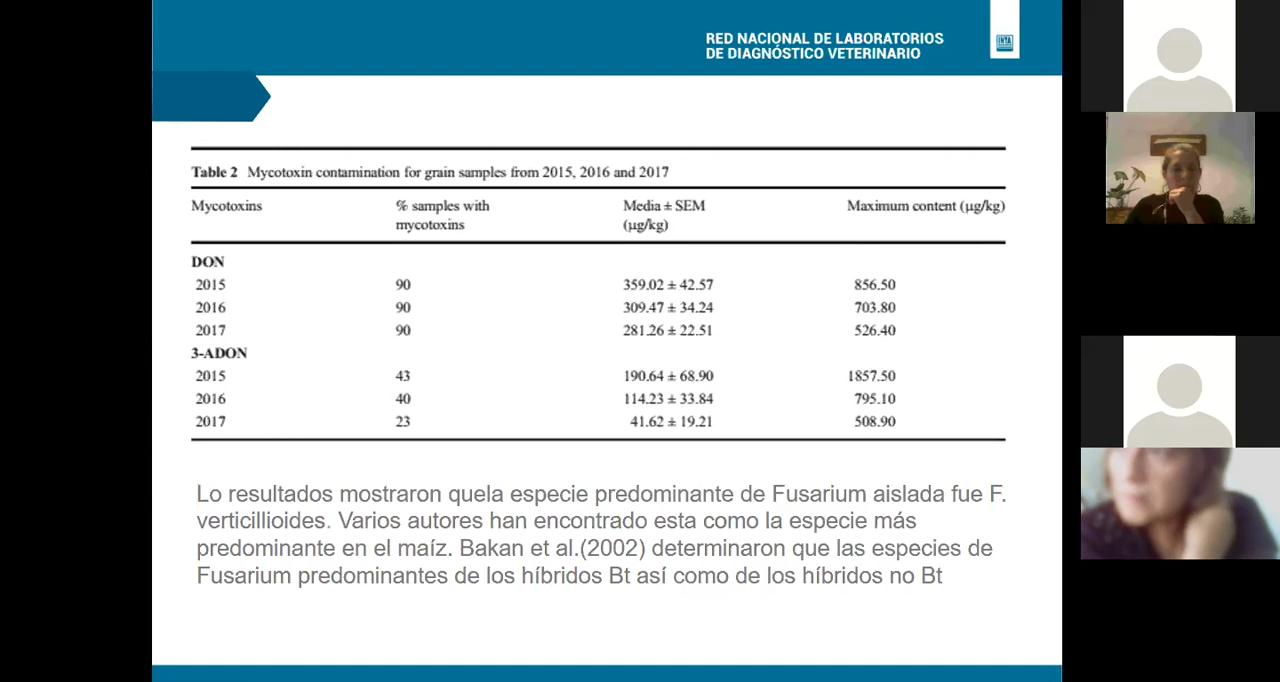 RED NACIONAL DE LABORATORIOS
DE DIAGNÓSTICO VETERINARIO
INTA
Table 2 Mycotoxin contamination for grain samples from 2015, 2016 and 2017
Mycotoxins % samples with mycotoxins Media ± SEM (µg/kg) Maximum content (µg/kg)
DON
2015 90 359.02 ± 42.57 856.50
2016 90 309.47 ± 34.24 703.80
2017 90 281.26 ± 22.51 526.40
3-ADON
2015 43 190.64 ± 68.90 1857.50
2016 40 114.23 ± 33.84 795.10
2017 23 41.62 ± 19.21 508.90
Lo resultados mostraron quela especie predominante de Fusarium aislada fue F.
verticillioides. Varios autores han encontrado esta como la especie más
predominante en el maíz. Bakan et al.(2002) determinaron que las especies de
Fusarium predominantes de los híbridos Bt así como de los híbridos no Bt